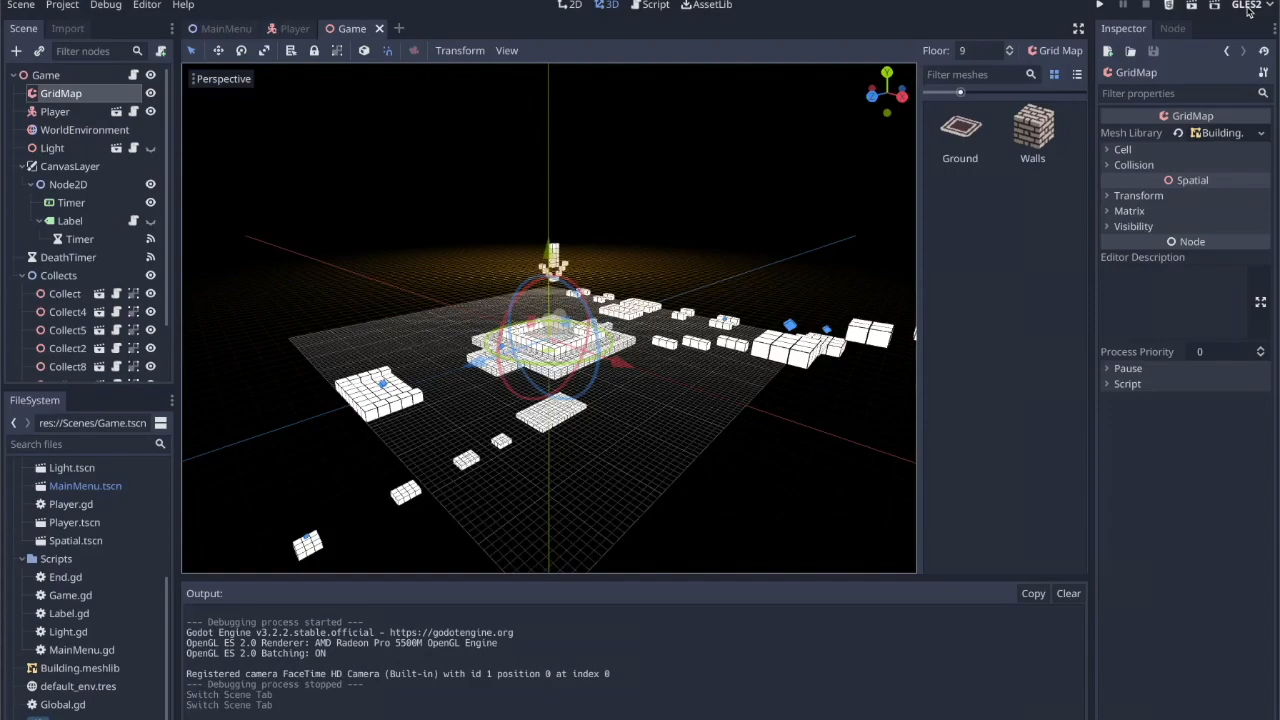 Scene Project Debug Editor Help 2D 3D Script AssetLib GLES2
Scene Import
MainMenu Player Game
Inspector Node
Filter nodes
Transform View
Floor: 9 Grid Map
Game
GridMap
Player
WorldEnvironment
Light
CanvasLayer
Node2D
Timer
Label
Timer
DeathTimer
Collects
Collect
Collect4
Collect5
Collect2
Collect8
FileSystem
res://Scenes/Game.tscn
Search files
Light.tscn
MainMenu.tscn
Player.gd
Player.tscn
Spatial.tscn
Scripts
End.gd
Game.gd
Label.gd
Light.gd
MainMenu.gd
Building.meshlib
default_env.tres
Global.gd
Perspective
Y
Filter meshes
Ground
Walls
GridMap
Filter properties
GridMap
Mesh Library Building.
Cell
Collision
Spatial
Transform
Matrix
Visibility
Node
Editor Description
Process Priority 0
Pause
Script
Output: Copy Clear
--- Debugging process started ---
Godot Engine v3.2.2.stable.official - https://godotengine.org
OpenGL ES 2.0 Renderer: AMD Radeon Pro 5500M OpenGL Engine
OpenGL ES 2.0 Batching: ON
Registered camera FaceTime HD Camera (Built-in) with id 1 position 0 at index 0
--- Debugging process stopped ---
Switch Scene Tab
Switch Scene Tab